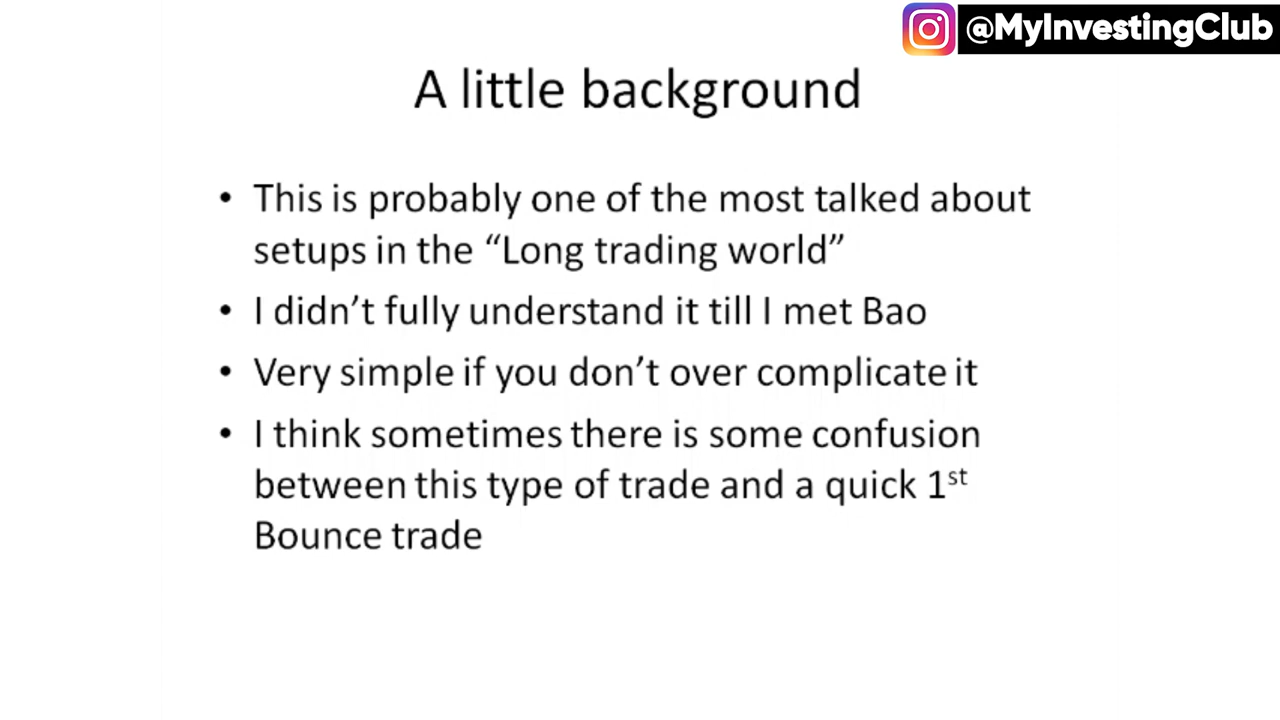 @MyInvestingClub
A little background
• This is probably one of the most talked about
setups in the “Long trading world”
• I didn’t fully understand it till I met Bao
• Very simple if you don’t over complicate it
• I think sometimes there is some confusion
between this type of trade and a quick 1st
Bounce trade